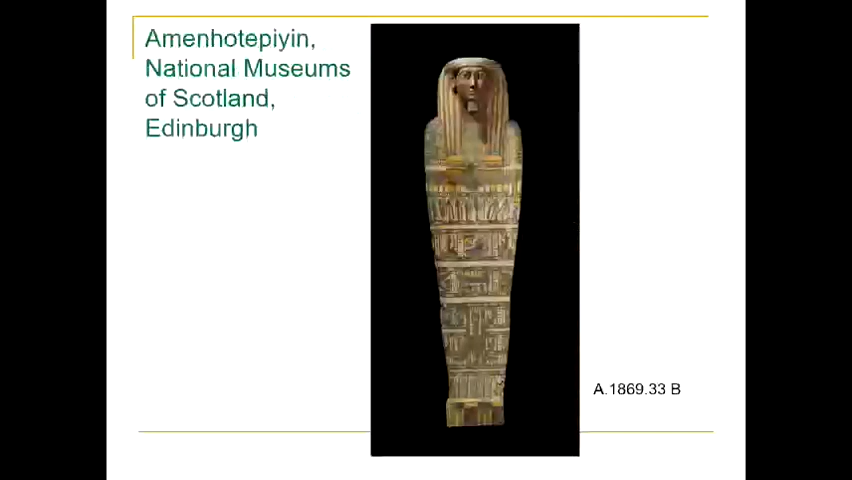 Amenhotepiyin,
National Museums
of Scotland,
Edinburgh
A.1869.33 B